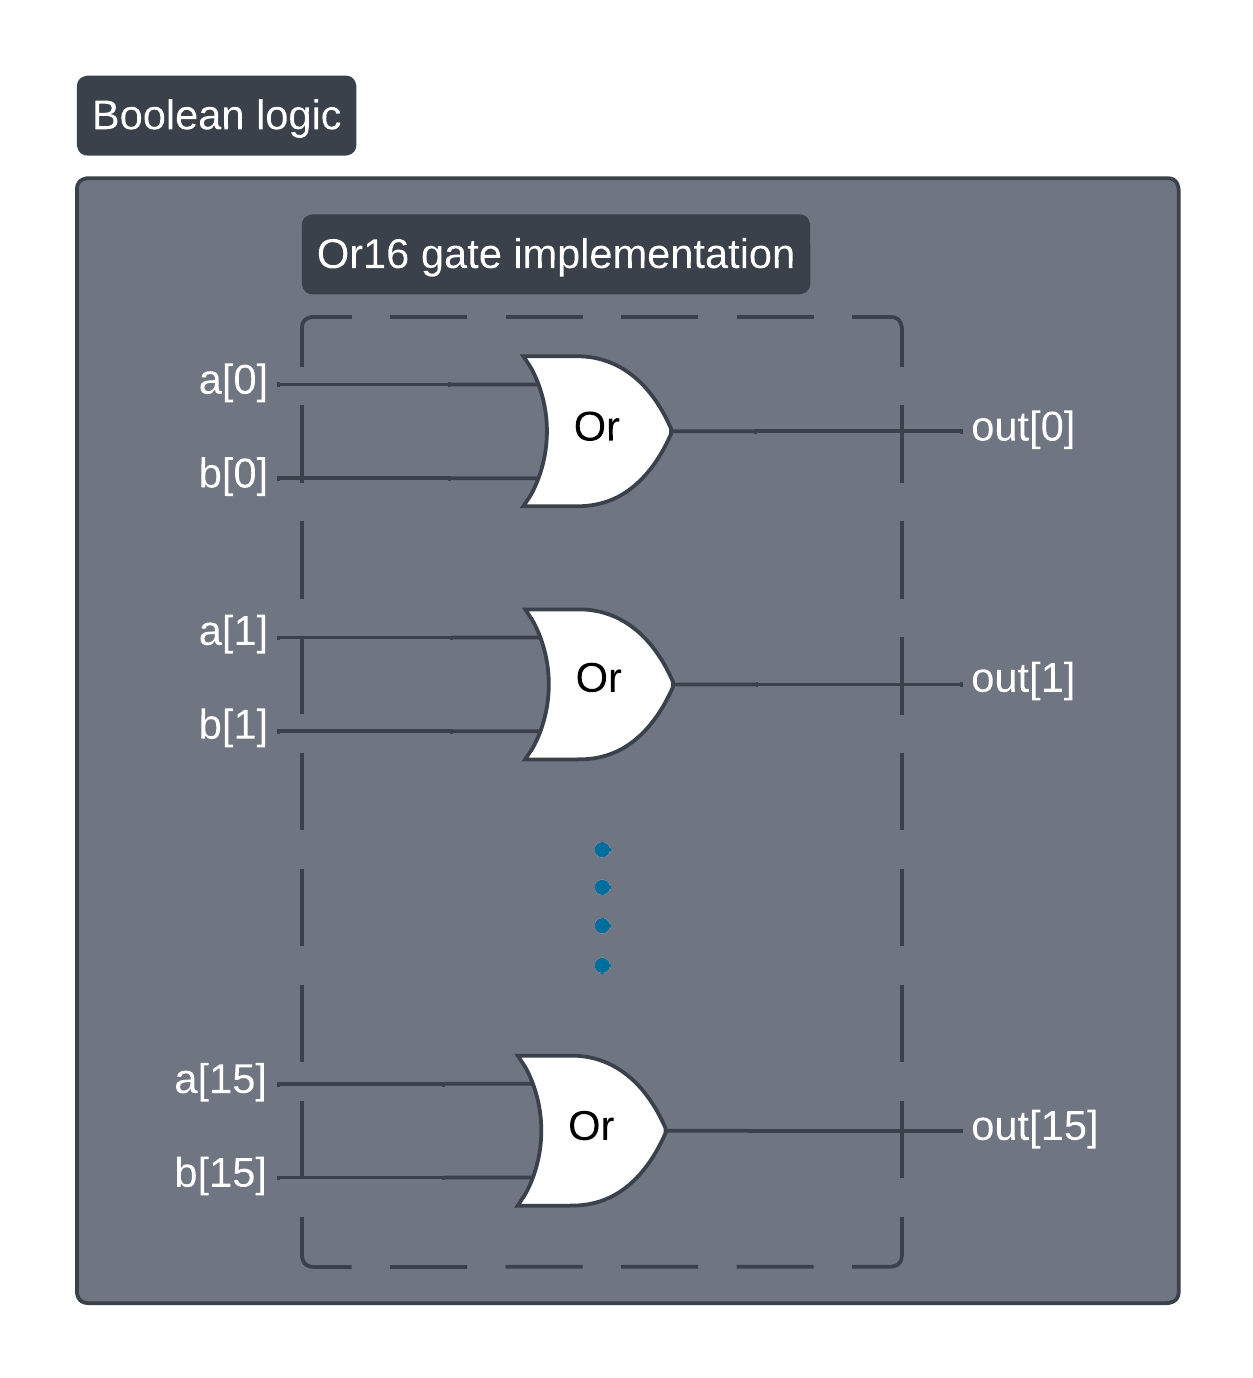 Boolean logic
Or16 gate implementation
a[0]
Or
out[0]
b[0]
a[1]
Or
out[1]
b[1]
a[15]
Or
out[15]
b[15]